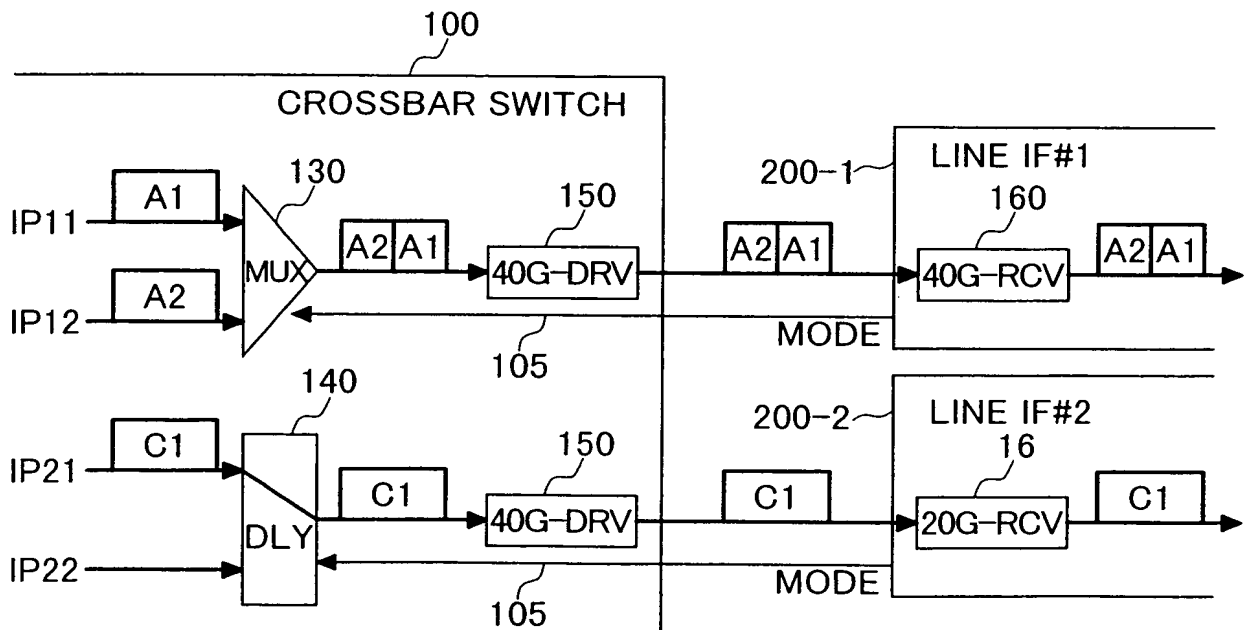 100
CROSSBAR SWITCH
130
IP11
A1
MUX
A2 A1
150
40G-DRV
A2 A1
200-1
LINE IF#1
160
40G-RCV
A2 A1
IP12
A2
105
MODE
140
IP21
C1
DLY
C1
150
40G-DRV
C1
200-2
LINE IF#2
16
20G-RCV
C1
IP22
105
MODE